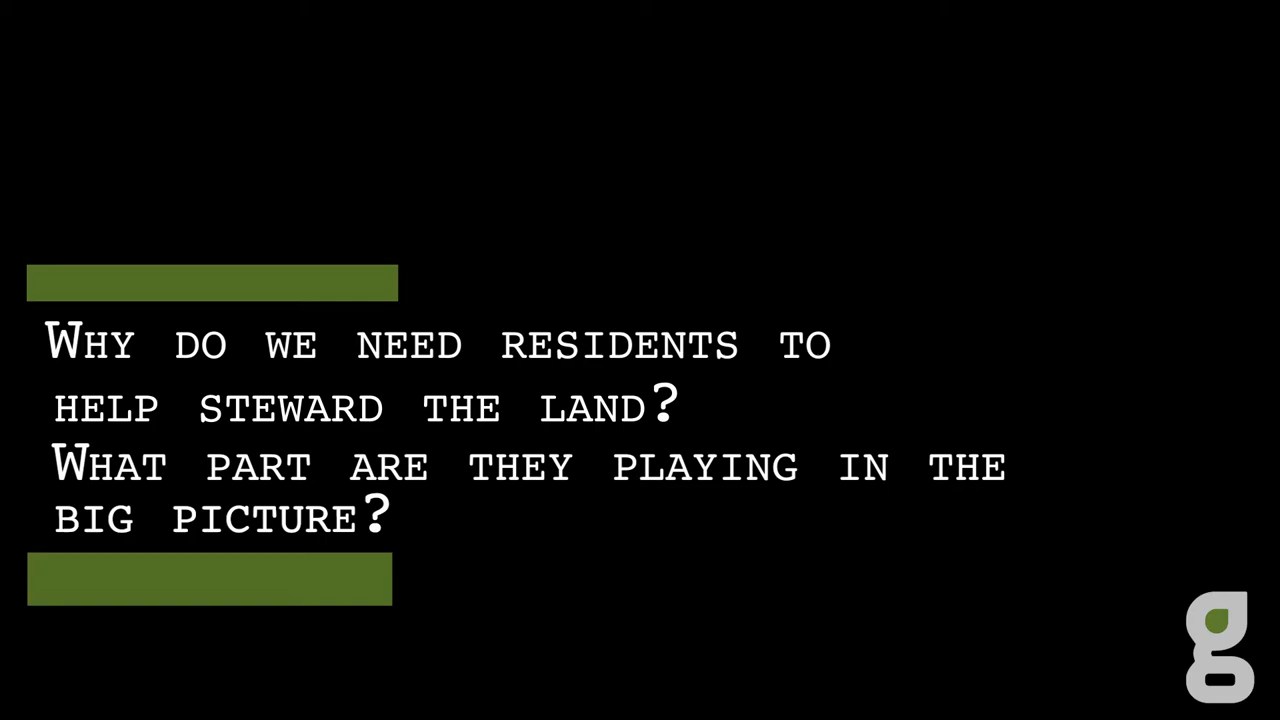 Why do we need residents to
help steward the land?
What part are they playing in the
big picture?
g